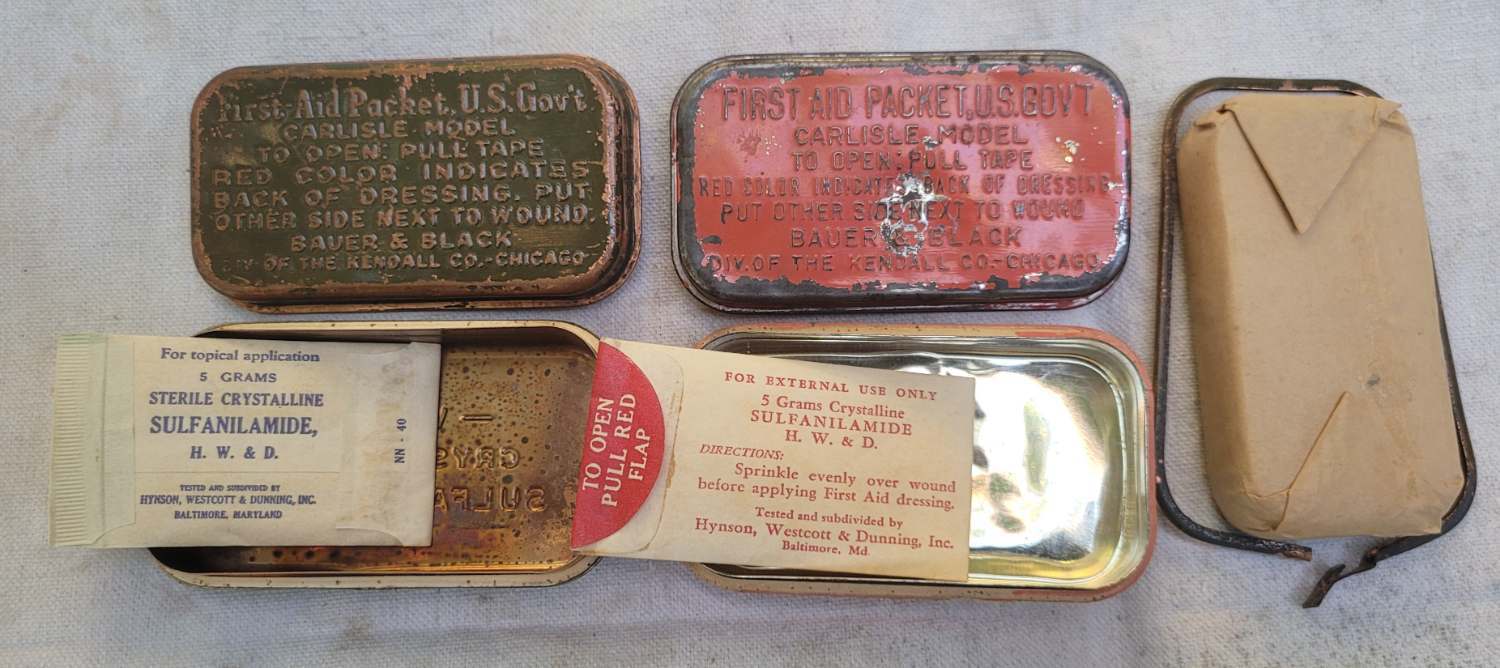 First-Aid Packet, U.S. Gov't
CARLISLE MODEL
TO OPEN: PULL TAPE
RED COLOR INDICATES
BACK OF DRESSING. PUT
OTHER SIDE NEXT TO WOUND.
BAUER & BLACK
DIV. OF THE KENDALL CO.-CHICAGO
FIRST AID PACKET, U.S. GOV'T
CARLISLE MODEL
TO OPEN: PULL TAPE
RED COLOR INDICATES BACK OF DRESSING
PUT OTHER SIDE NEXT TO WOUND
BAUER & BLACK
DIV. OF THE KENDALL CO-CHICAGO
For topical application
5 GRAMS
STERILE CRYSTALLINE
SULFANILAMIDE,
H. W. & D.
TESTED AND SUBDIVIDED BY
HYNSON, WESTCOTT & DUNNING, INC.
BALTIMORE, MARYLAND
NN - 40
TO OPEN
PULL RED
FLAP
FOR EXTERNAL USE ONLY
5 Grams Crystalline
SULFANILAMIDE
H. W. & D.
DIRECTIONS:
Sprinkle evenly over wound
before applying First Aid dressing.
Tested and subdivided by
Hynson, Westcott & Dunning, Inc.
Baltimore, Md.